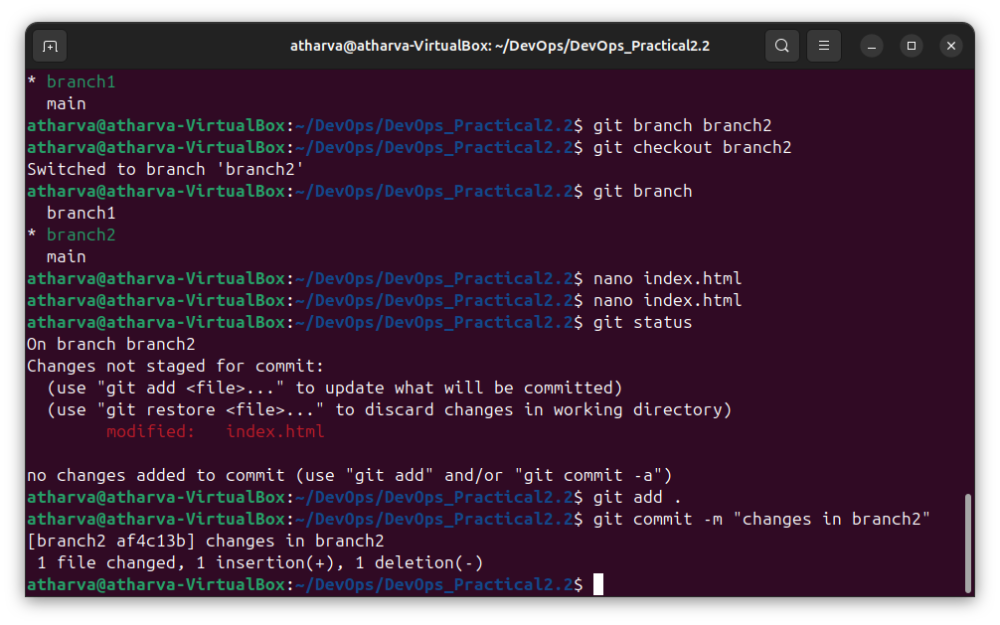 atharva@atharva-VirtualBox: ~/DevOps/DevOps_Practical2.2
* branch1
  main
atharva@atharva-VirtualBox:~/DevOps/DevOps_Practical2.2$ git branch branch2
atharva@atharva-VirtualBox:~/DevOps/DevOps_Practical2.2$ git checkout branch2
Switched to branch 'branch2'
atharva@atharva-VirtualBox:~/DevOps/DevOps_Practical2.2$ git branch
  branch1
* branch2
  main
atharva@atharva-VirtualBox:~/DevOps/DevOps_Practical2.2$ nano index.html
atharva@atharva-VirtualBox:~/DevOps/DevOps_Practical2.2$ nano index.html
atharva@atharva-VirtualBox:~/DevOps/DevOps_Practical2.2$ git status
On branch branch2
Changes not staged for commit:
  (use "git add <file>..." to update what will be committed)
  (use "git restore <file>..." to discard changes in working directory)
        modified:   index.html

no changes added to commit (use "git add" and/or "git commit -a")
atharva@atharva-VirtualBox:~/DevOps/DevOps_Practical2.2$ git add .
atharva@atharva-VirtualBox:~/DevOps/DevOps_Practical2.2$ git commit -m "changes in branch2"
[branch2 af4c13b] changes in branch2
 1 file changed, 1 insertion(+), 1 deletion(-)
atharva@atharva-VirtualBox:~/DevOps/DevOps_Practical2.2$